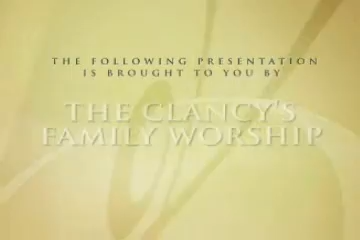 THE FOLLOWING PRESENTATION
IS BROUGHT TO YOU BY
THE CLANCY'S
FAMILY WORSHIP